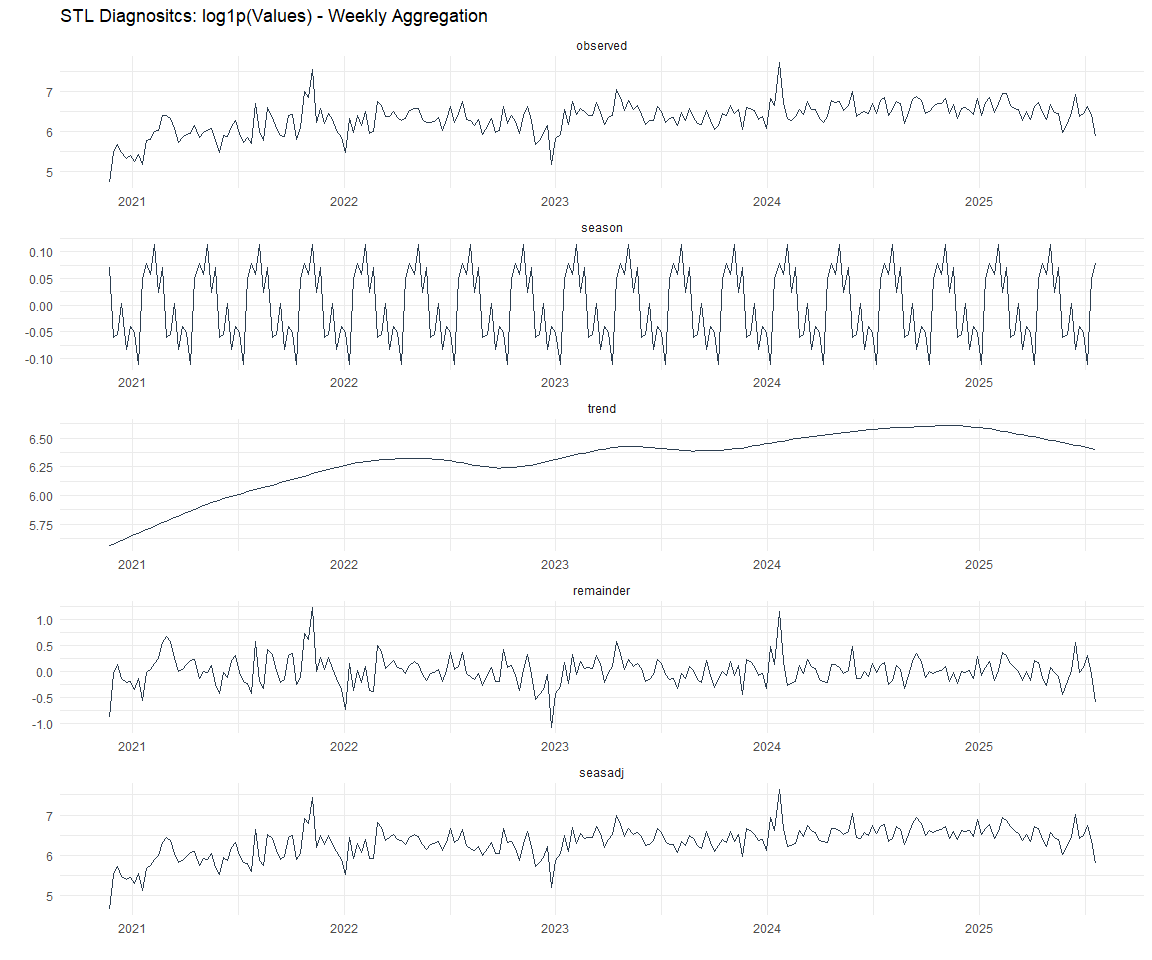 STL Diagnositcs: log1p(Values) - Weekly Aggregation
observed
7
6
5
2021 2022 2023 2024 2025
season
0.10
0.05
0.00
-0.05
-0.10
2021 2022 2023 2024 2025
trend
6.50
6.25
6.00
5.75
2021 2022 2023 2024 2025
remainder
1.0
0.5
0.0
-0.5
-1.0
2021 2022 2023 2024 2025
seasadj
7
6
5
2021 2022 2023 2024 2025